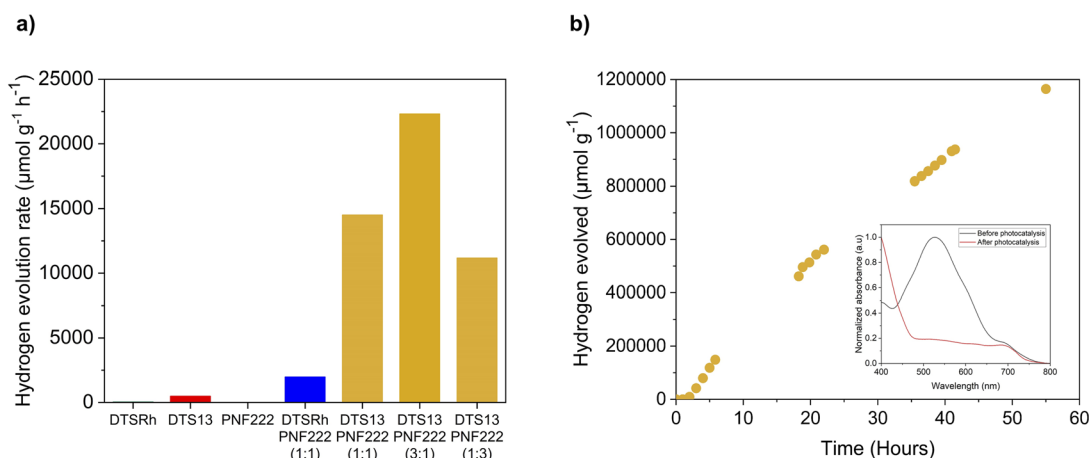 a)
Hydrogen evolution rate (μmol g⁻¹ h⁻¹)
25000
20000
15000
10000
5000
0
DTSRh DTS13 PNF222 DTSRh DTS13 DTS13 DTS13
PNF222 PNF222 PNF222 PNF222
(1:1) (1:1) (3:1) (1:3)
b)
Hydrogen evolved (μmol g⁻¹)
1200000
1000000
800000
600000
400000
200000
0
0 10 20 30 40 50 60
Time (Hours)
Normalized absorbance (a.u)
1.0
0.8
0.6
0.4
0.2
0.0
Before photocatalysis
After photocatalysis
400 500 600 700 800
Wavelength (nm)